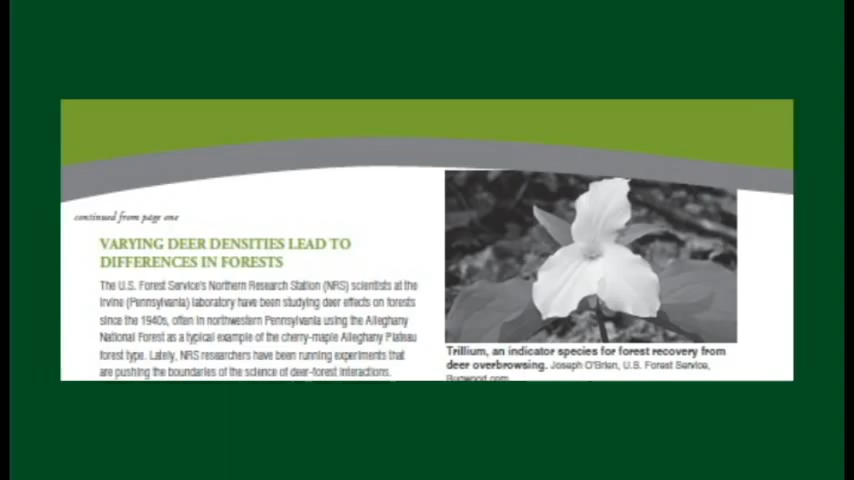 continued from page one
VARYING DEER DENSITIES LEAD TO
DIFFERENCES IN FORESTS
The U.S. Forest Service's Northern Research Station (NRS) scientists at the
Irvine (Pennsylvania) laboratory have been studying deer effects on forests
since the 1940s, often in northwestern Pennsylvania using the Alleghany
National Forest as a typical example of the cherry-maple Alleghany Plateau
forest type. Lately, NRS researchers have been running experiments that
are pushing the boundaries of the science of deer-forest interactions.
Trillium, an indicator species for forest recovery from
deer overbrowsing. Joseph O'Brien, U.S. Forest Service,
Bugwood.com